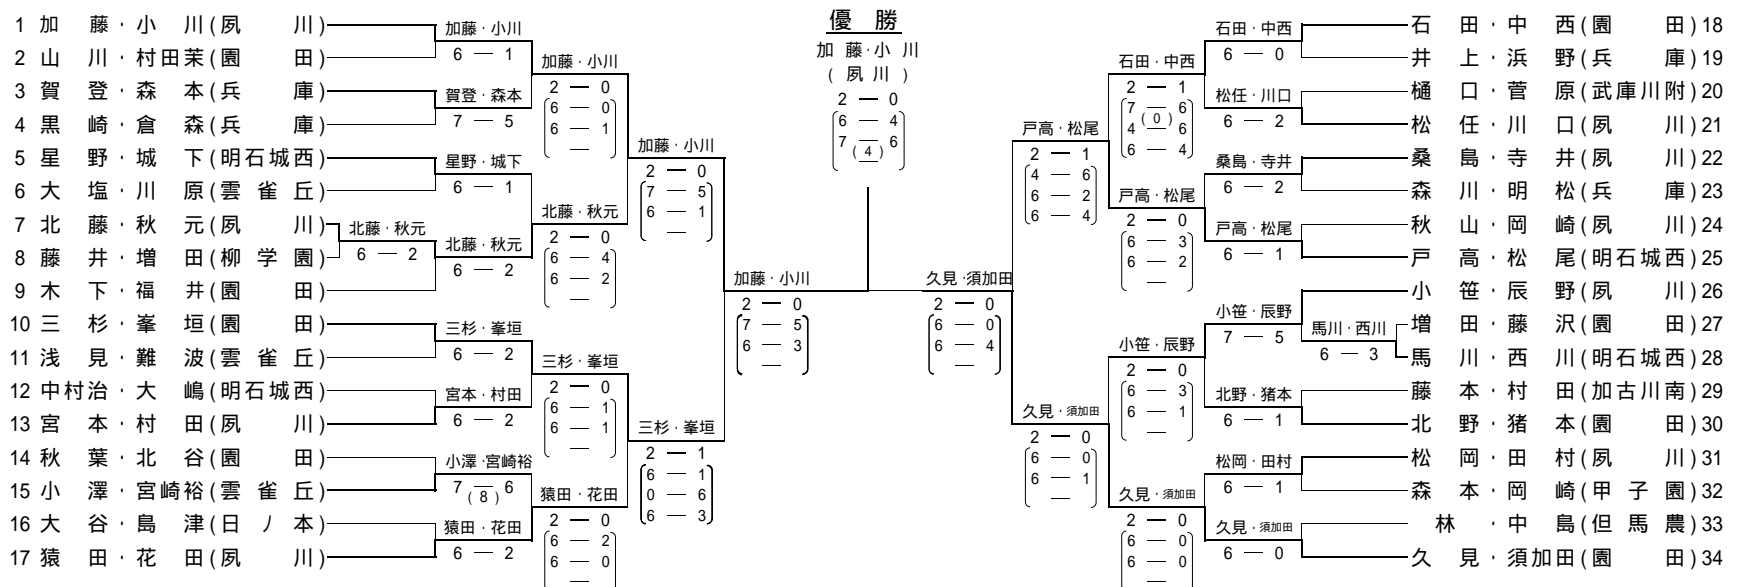 優 勝
加 藤・小 川
( 夙 川 )
2 — 0
6 — 4
7 — 6
( 4 )
1 加 藤・小 川(夙 川)
2 山 川・村田茉(園 田)
3 賀 登・森 本(兵 庫)
4 黒 崎・倉 森(兵 庫)
5 星 野・城 下(明石城西)
6 大 塩・川 原(雲 雀 丘)
7 北 藤・秋 元(夙 川)
8 藤 井・増 田(柳 学 園)
9 木 下・福 井(園 田)
10 三 杉・峯 垣(園 田)
11 浅 見・難 波(雲 雀 丘)
12 中村治・大 嶋(明石城西)
13 宮 本・村 田(夙 川)
14 秋 葉・北 谷(園 田)
15 小 澤・宮崎裕(雲 雀 丘)
16 大 谷・島 津(日 ノ 本)
17 猿 田・花 田(夙 川)
北藤・秋元
6 — 2
加藤・小川
6 — 1
賀登・森本
7 — 5
星野・城下
6 — 1
北藤・秋元
6 — 2
三杉・峯垣
6 — 2
宮本・村田
6 — 2
小澤・宮崎裕
7 — 6
( 8 )
猿田・花田
6 — 2
加藤・小川
2 — 0
6 — 0
6 — 1
—
北藤・秋元
2 — 0
6 — 4
6 — 2
—
三杉・峯垣
2 — 0
6 — 1
6 — 1
—
猿田・花田
2 — 0
6 — 2
6 — 0
—
加藤・小川
2 — 0
7 — 5
6 — 1
—
三杉・峯垣
2 — 1
6 — 1
0 — 6
6 — 3
加藤・小川
2 — 0
7 — 5
6 — 3
—
久見・須加田
2 — 0
6 — 0
6 — 4
—
戸高・松尾
2 — 1
4 — 6
6 — 2
6 — 4
久見・須加田
2 — 0
6 — 0
6 — 1
—
石田・中西
2 — 1
7 — 6
( 0 )
4 — 6
6 — 4
戸高・松尾
2 — 0
6 — 3
6 — 2
—
小笹・辰野
2 — 0
6 — 3
6 — 1
—
久見・須加田
2 — 0
6 — 0
6 — 0
—
石田・中西
6 — 0
松任・川口
6 — 2
桑島・寺井
6 — 2
戸高・松尾
6 — 1
小笹・辰野
7 — 5
北野・猪本
6 — 1
松岡・田村
6 — 1
久見・須加田
6 — 0
馬川・西川
6 — 3
石 田・中 西(園 田)18
井 上・浜 野(兵 庫)19
樋 口・菅 原(武庫川附)20
松 任・川 口(夙 川)21
桑 島・寺 井(夙 川)22
森 川・明 松(兵 庫)23
秋 山・岡 崎(夙 川)24
戸 高・松 尾(明石城西)25
小 笹・辰 野(夙 川)26
増 田・藤 沢(園 田)27
馬 川・西 川(明石城西)28
藤 本・村 田(加古川南)29
北 野・猪 本(園 田)30
松 岡・田 村(夙 川)31
森 本・岡 崎(甲 子 園)32
林 ・中 島(但 馬 農)33
久 見・須加田(園 田)34